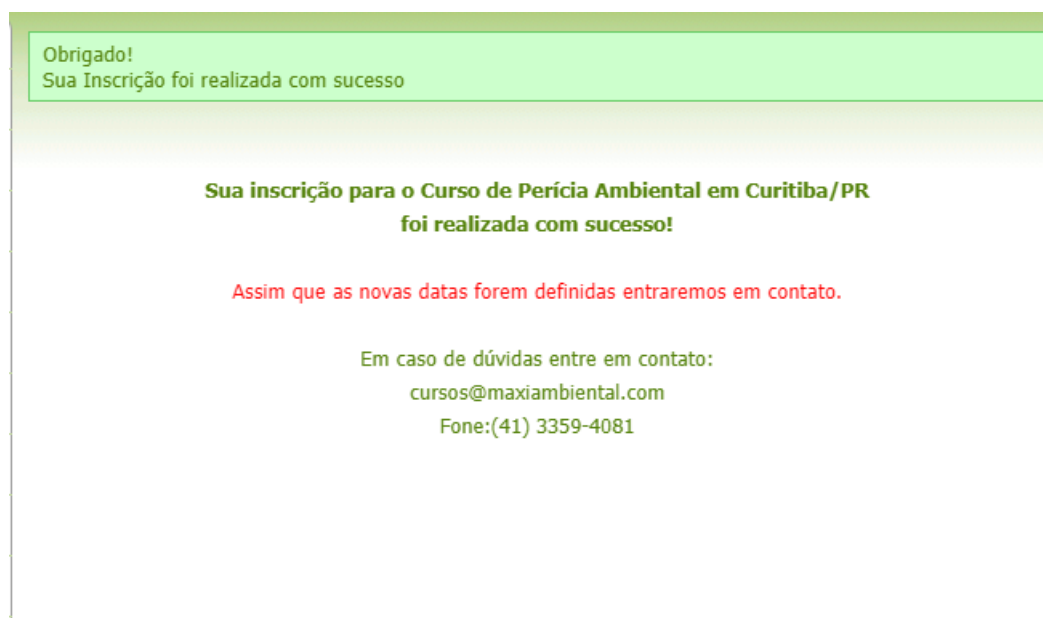 Obrigado!
Sua Inscrição foi realizada com sucesso
Sua inscrição para o Curso de Perícia Ambiental em Curitiba/PR
foi realizada com sucesso!
Assim que as novas datas forem definidas entraremos em contato.
Em caso de dúvidas entre em contato:
cursos@maxiambiental.com
Fone:(41) 3359-4081